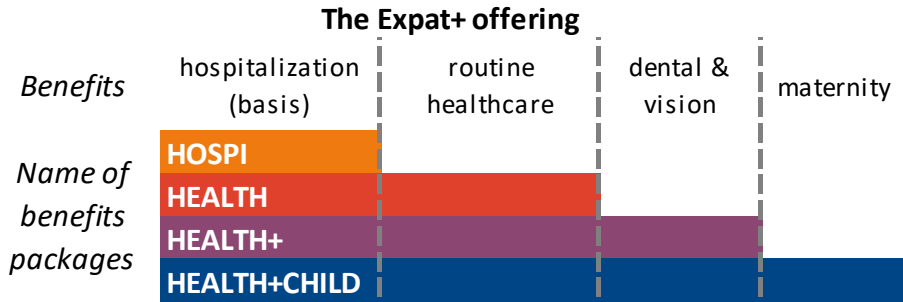 The Expat+ offering
Benefits
hospitalization
(basis)
routine
healthcare
dental &
vision
maternity
Name of
benefits
packages
HOSPI
HEALTH
HEALTH+
HEALTH+CHILD